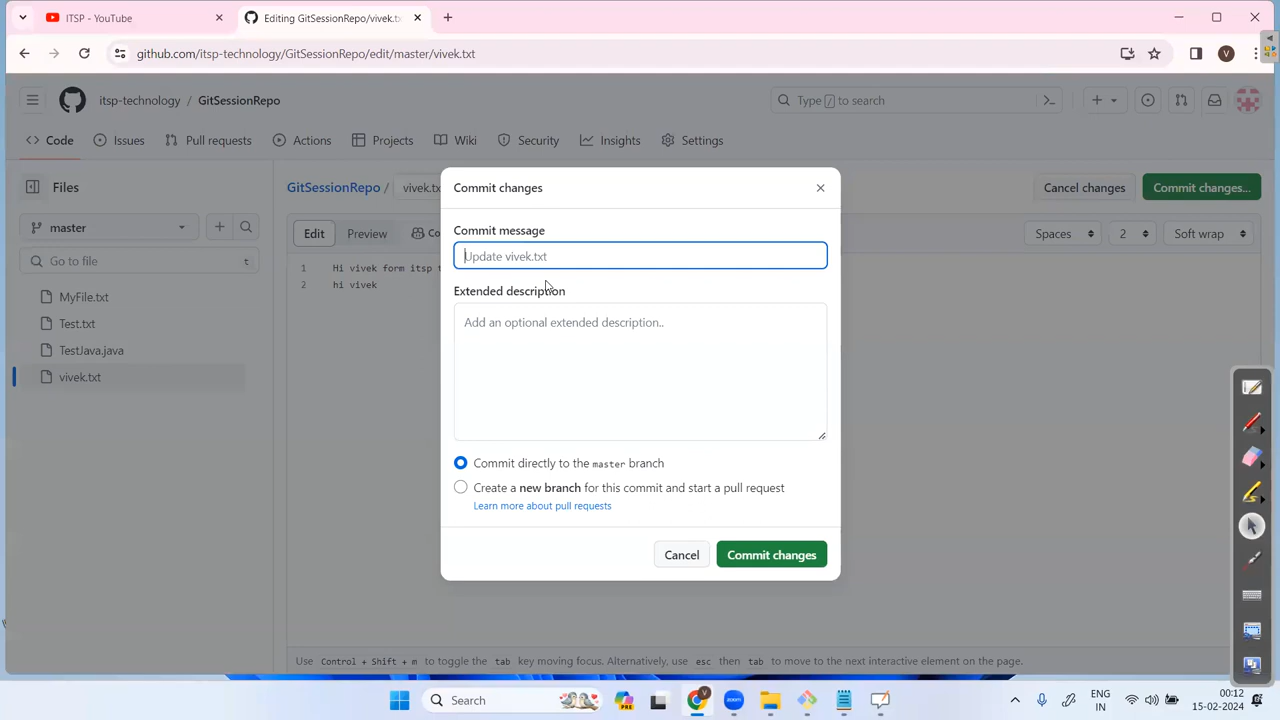 ITSP - YouTube
Editing GitSessionRepo/vivek.tx
github.com/itsp-technology/GitSessionRepo/edit/master/vivek.txt
V
itsp-technology / GitSessionRepo
Type / to search
<> Code
Issues
Pull requests
Actions
Projects
Wiki
Security
Insights
Settings
Files
master
Go to file
t
MyFile.txt
Test.txt
TestJava.java
vivek.txt
GitSessionRepo / vivek.tx
Cancel changes
Commit changes...
Edit
Preview
Co
Spaces
2
Soft wrap
1 Hi vivek form itsp t
2 hi vivek
Commit changes
Commit message
Update vivek.txt
Extended description
Add an optional extended description..
Commit directly to the master branch
Create a new branch for this commit and start a pull request
Learn more about pull requests
Cancel
Commit changes
Use Control + Shift + m to toggle the tab key moving focus. Alternatively, use esc then tab to move to the next interactive element on the page.
Search
PRE
V
ENG
IN
00:12
15-02-2024